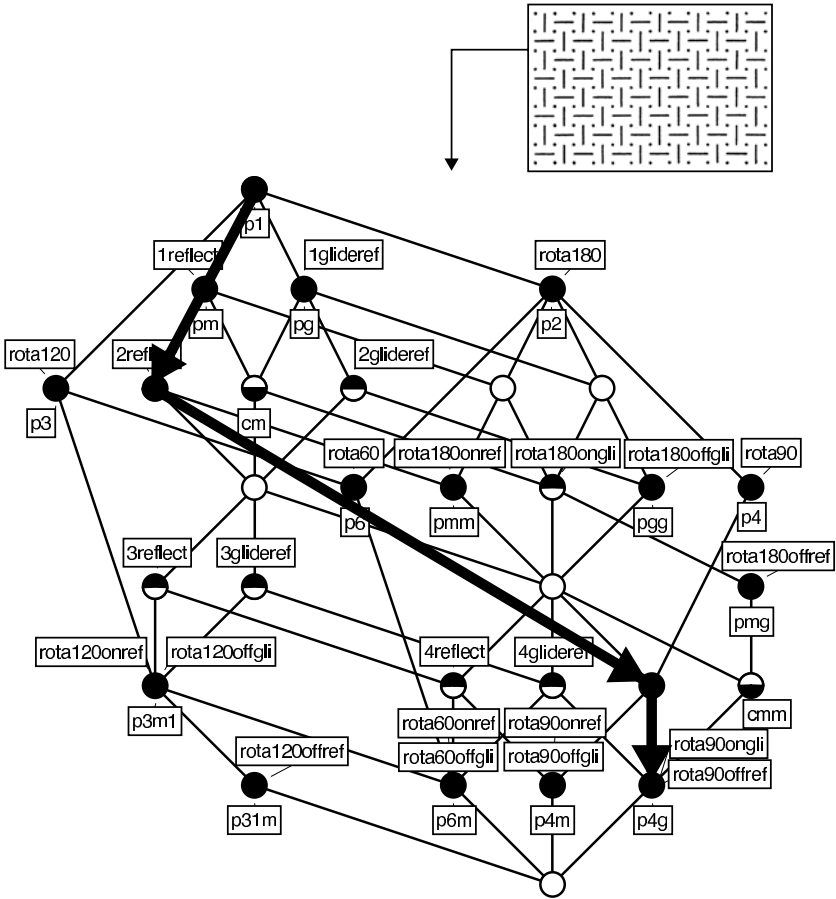 p1
1reflect
1glideref
rota180
pm
pg
p2
rota120
2refl
2glideref
p3
cm
rota60
rota180onref
rota180ongli
rota180offgli
rota90
p6
pmm
pgg
p4
3reflect
3glideref
rota180offref
pmg
rota120onref
rota120offgli
4reflect
4glideref
p3m1
cmm
rota60onref
rota90onref
rota90ongli
rota120offref
rota60offgli
rota90offgli
rota90offref
p31m
p6m
p4m
p4g